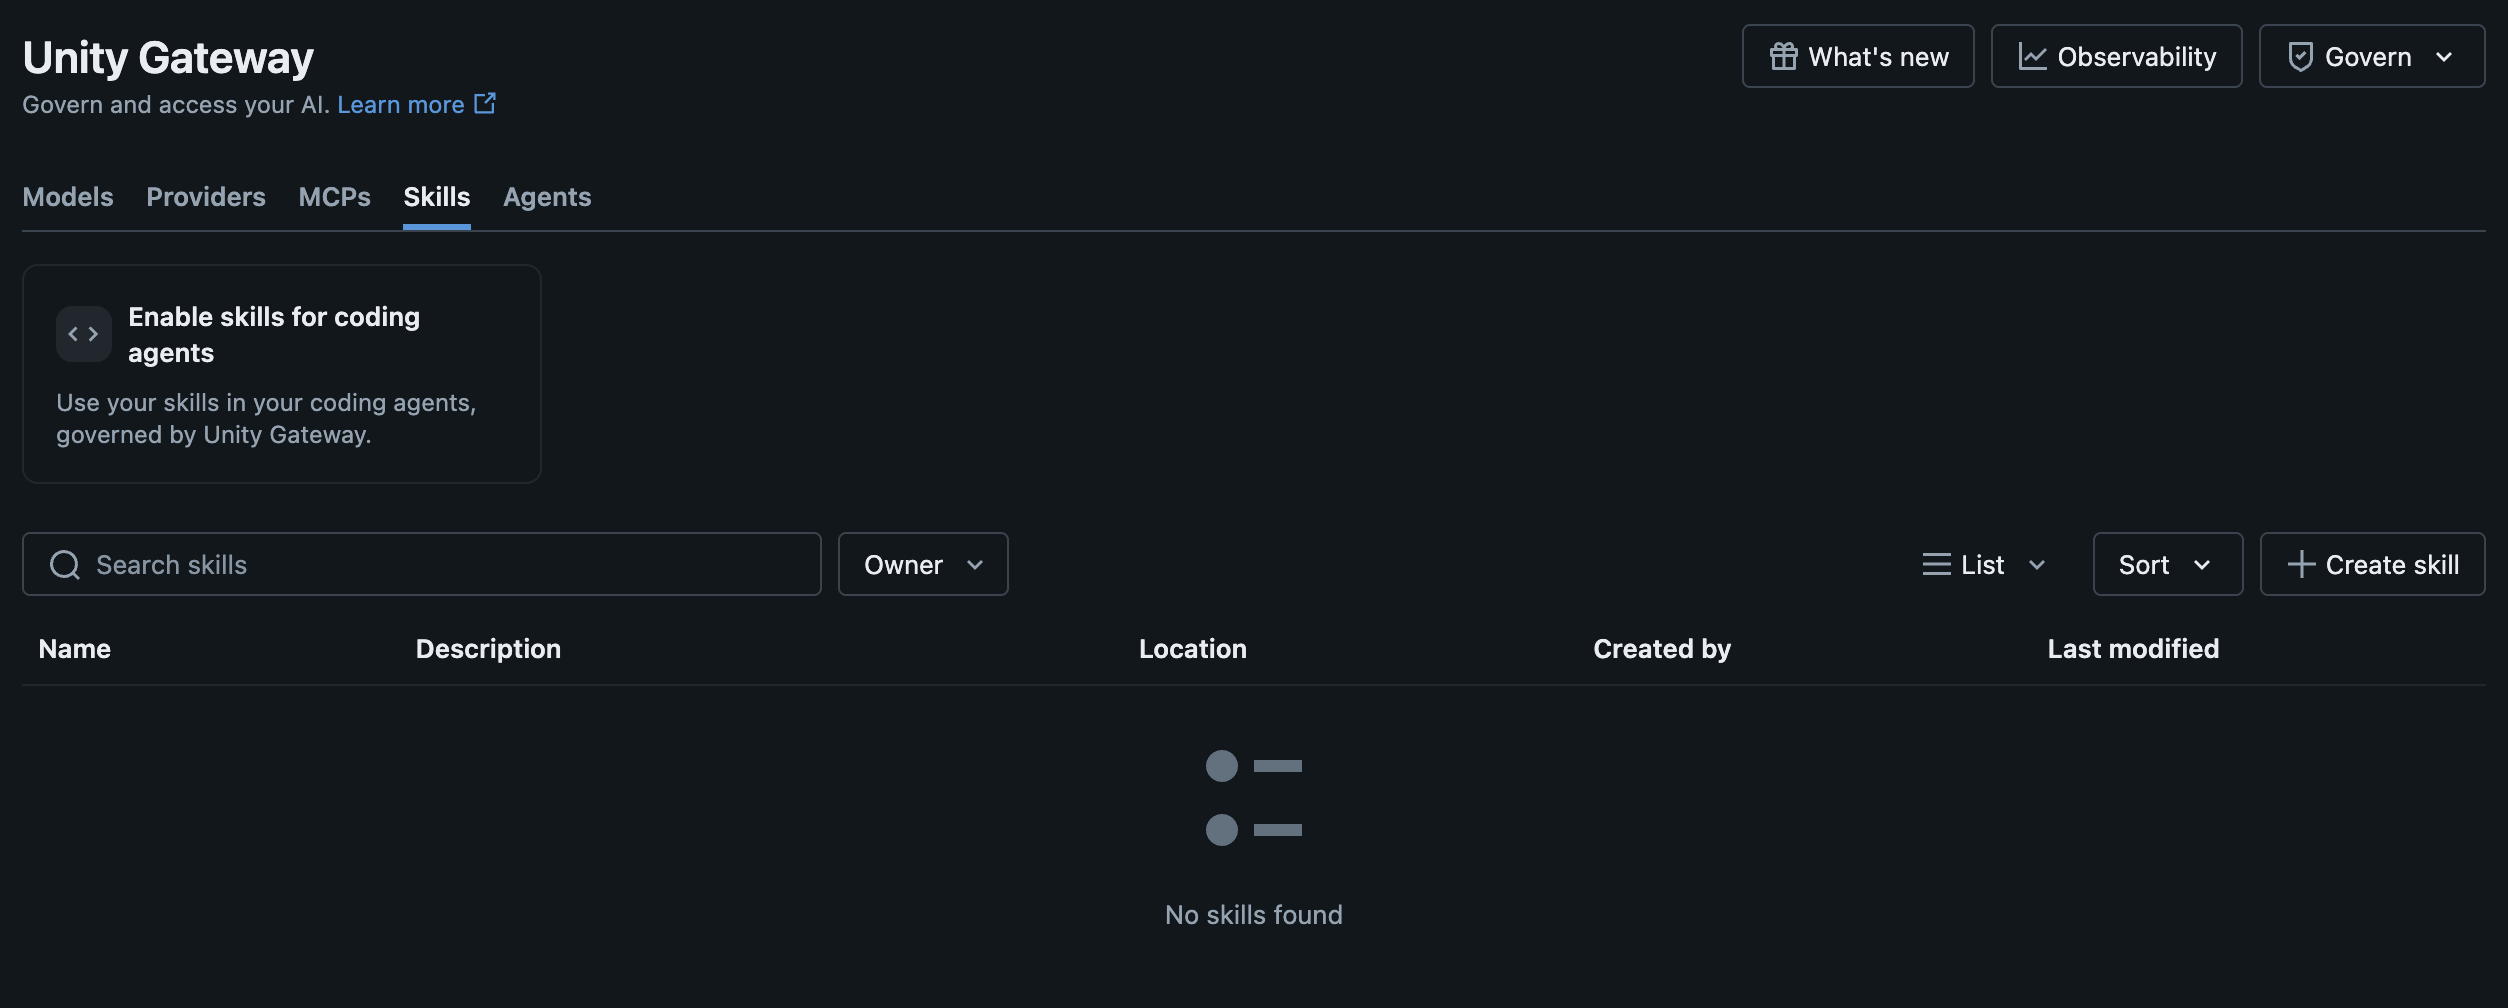 Unity Gateway
What's new
Observability
Govern
Govern and access your AI. Learn more
Models
Providers
MCPs
Skills
Agents
Enable skills for coding
agents
Use your skills in your coding agents,
governed by Unity Gateway.
Search skills
Owner
List
Sort
Create skill
Name
Description
Location
Created by
Last modified
No skills found